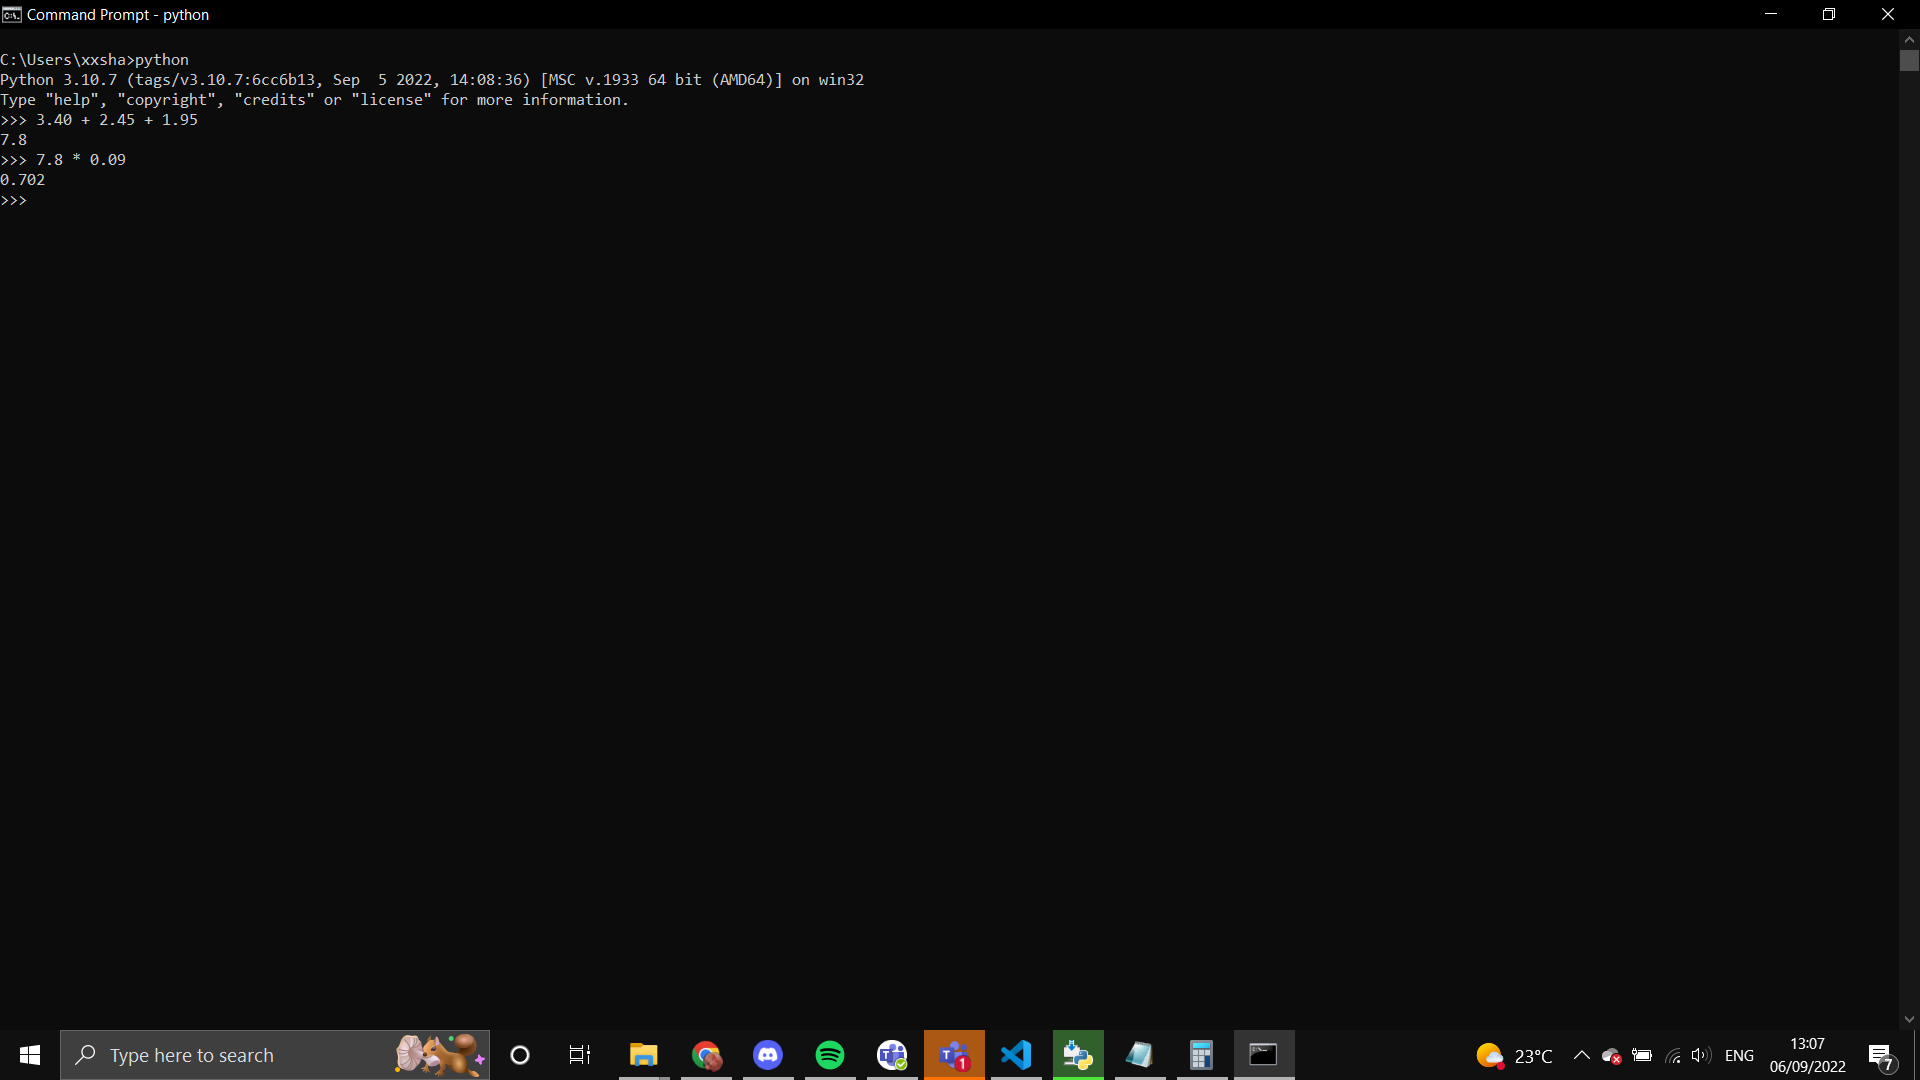 Command Prompt - python
C:\Users\xxsha>python
Python 3.10.7 (tags/v3.10.7:6cc6b13, Sep  5 2022, 14:08:36) [MSC v.1933 64 bit (AMD64)] on win32
Type "help", "copyright", "credits" or "license" for more information.
>>> 3.40 + 2.45 + 1.95
7.8
>>> 7.8 * 0.09
0.702
>>>
Type here to search
1
23°C
ENG
13:07
06/09/2022
7